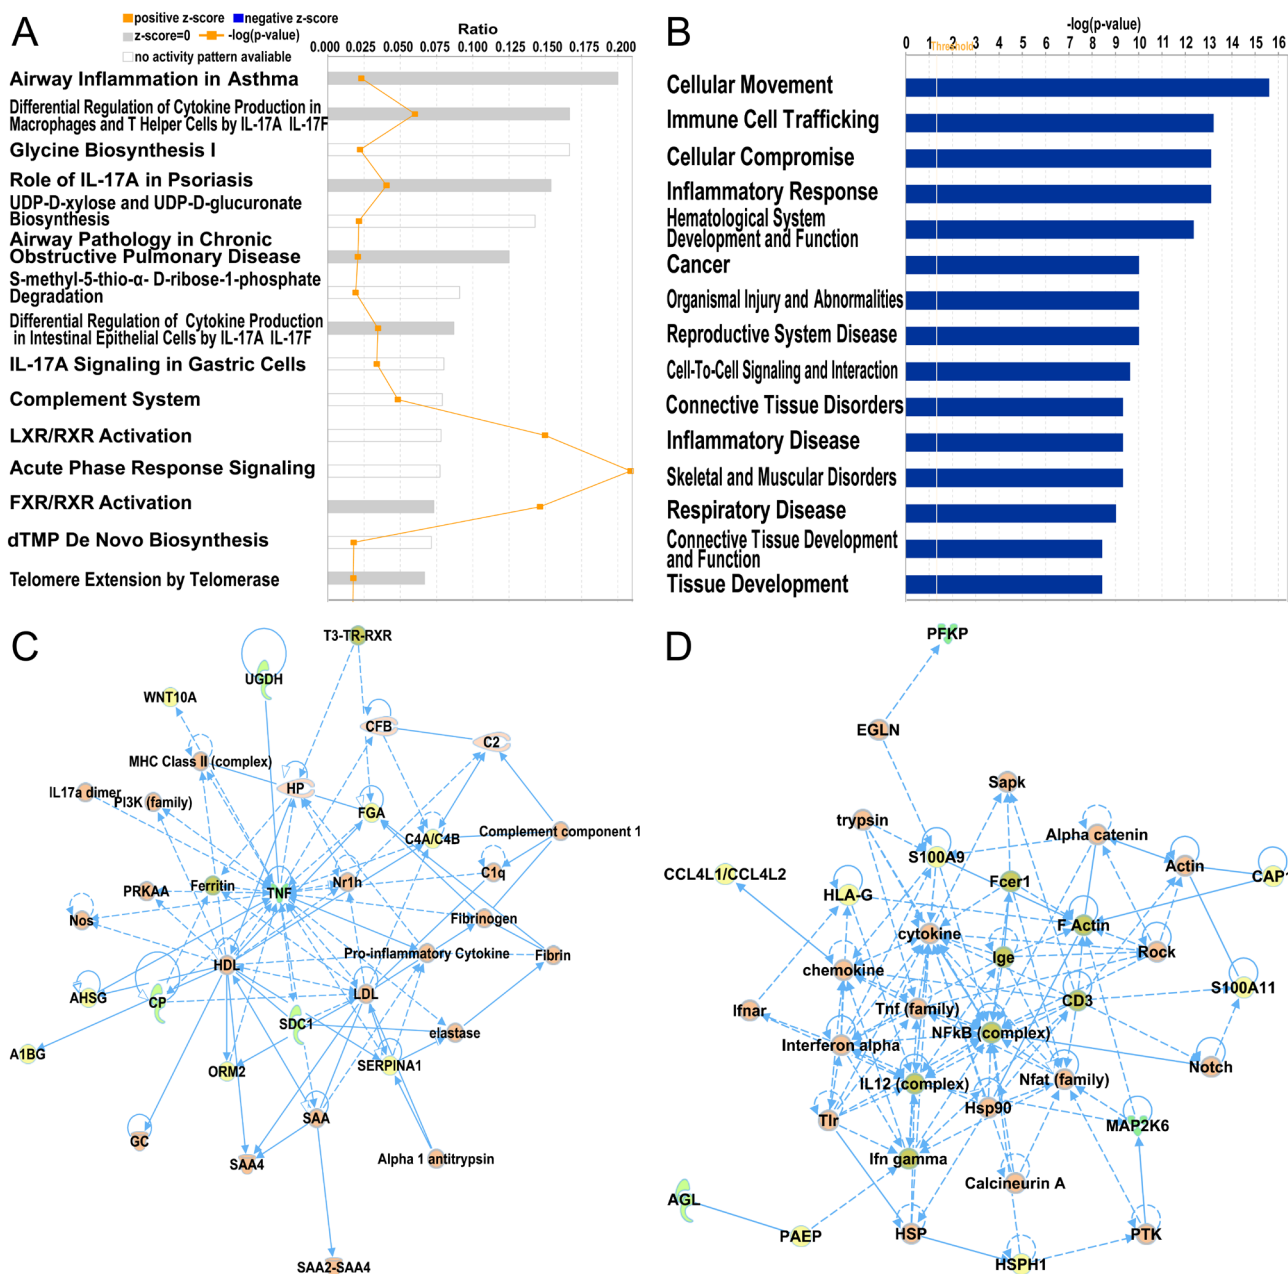 A
positive z-score negative z-score
z-score=0 -log(p-value)
no activity pattern avaliable
Ratio
0.000 0.025 0.050 0.075 0.100 0.125 0.150 0.175 0.200
Airway Inflammation in Asthma
Differential Regulation of Cytokine Production in
Macrophages and T Helper Cells by IL-17A IL-17F
Glycine Biosynthesis I
Role of IL-17A in Psoriasis
UDP-D-xylose and UDP-D-glucuronate
Biosynthesis
Airway Pathology in Chronic
Obstructive Pulmonary Disease
S-methyl-5-thio-α- D-ribose-1-phosphate
Degradation
Differential Regulation of Cytokine Production
in Intestinal Epithelial Cells by IL-17A IL-17F
IL-17A Signaling in Gastric Cells
Complement System
LXR/RXR Activation
Acute Phase Response Signaling
FXR/RXR Activation
dTMP De Novo Biosynthesis
Telomere Extension by Telomerase
B
-log(p-value)
0 1 2 3 4 5 6 7 8 9 10 11 12 13 14 15 16
Threshold
Cellular Movement
Immune Cell Trafficking
Cellular Compromise
Inflammatory Response
Hematological System
Development and Function
Cancer
Organismal Injury and Abnormalities
Reproductive System Disease
Cell-To-Cell Signaling and Interaction
Connective Tissue Disorders
Inflammatory Disease
Skeletal and Muscular Disorders
Respiratory Disease
Connective Tissue Development
and Function
Tissue Development
C
T3-TR-RXR
UGDH
WNT10A
CFB
C2
MHC Class II (complex)
HP
IL17a dimer
PI3K (family)
FGA
C4A/C4B
Complement component 1
C1q
PRKAA
Ferritin
TNF
Nr1h
Nos
Fibrinogen
Pro-inflammatory Cytokine
Fibrin
HDL
AHSG
CP
LDL
SDC1
elastase
A1BG
ORM2
SERPINA1
SAA
GC
SAA4
Alpha 1 antitrypsin
SAA2-SAA4
D
PFKP
EGLN
Sapk
trypsin
Alpha catenin
S100A9
Actin
CCL4L1/CCL4L2
CAP1
Fcer1
HLA-G
F Actin
cytokine
Ige
Rock
chemokine
S100A11
CD3
Ifnar
Tnf (family)
NFkB (complex)
Interferon alpha
Notch
IL12 (complex)
Nfat (family)
Hsp90
Tlr
MAP2K6
Ifn gamma
Calcineurin A
AGL
PAEP
HSP
PTK
HSPH1